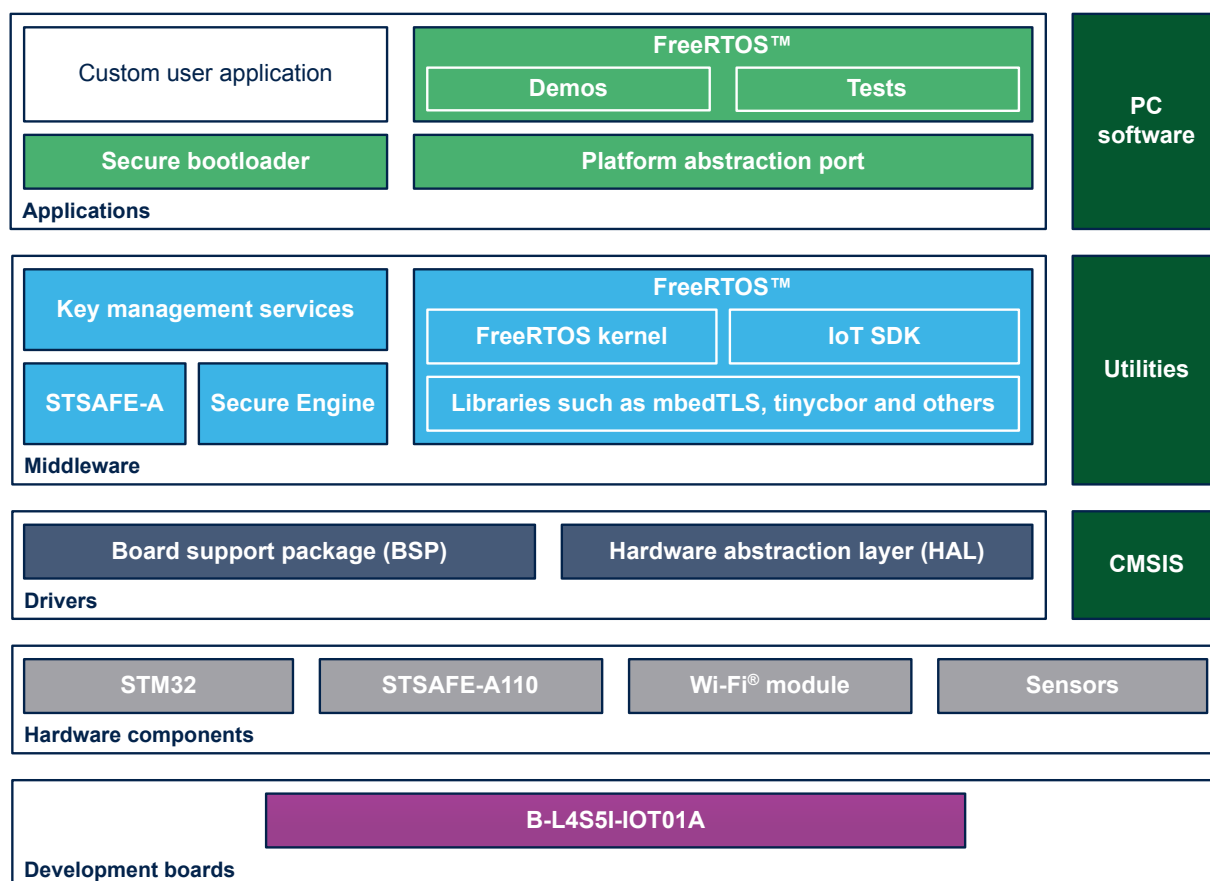 Custom user application
FreeRTOS™
Demos
Tests
Secure bootloader
Platform abstraction port
Applications
PC
software
Key management services
STSAFE-A
Secure Engine
FreeRTOS™
FreeRTOS kernel
IoT SDK
Libraries such as mbedTLS, tinycbor and others
Middleware
Utilities
Board support package (BSP)
Hardware abstraction layer (HAL)
Drivers
CMSIS
STM32
STSAFE-A110
Wi-Fi® module
Sensors
Hardware components
B-L4S5I-IOT01A
Development boards